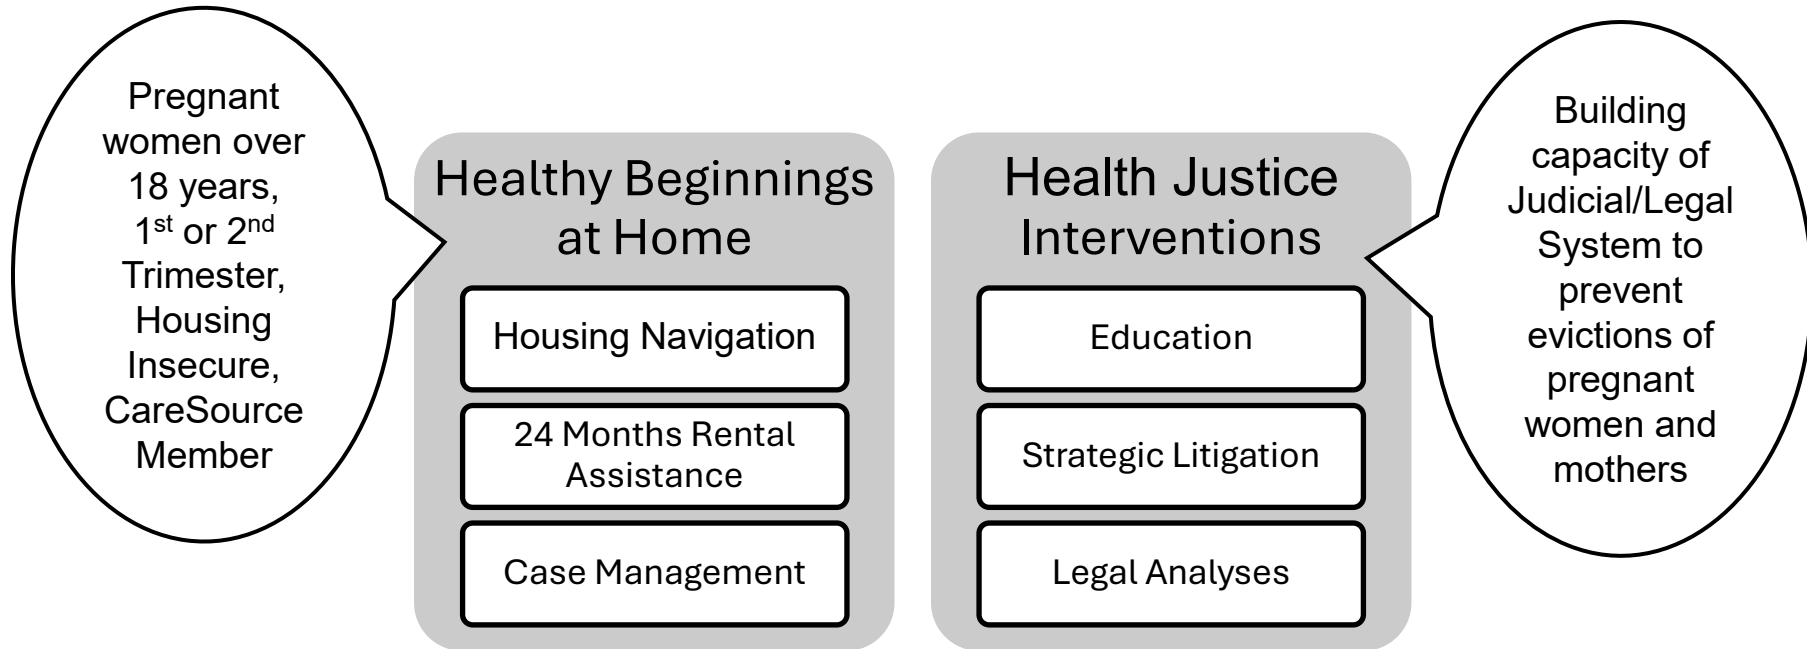 Pregnant
women over
18 years,
1st or 2nd
Trimester,
Housing
Insecure,
CareSource
Member
Healthy Beginnings
at Home
Housing Navigation
24 Months Rental
Assistance
Case Management
Health Justice
Interventions
Education
Strategic Litigation
Legal Analyses
Building
capacity of
Judicial/Legal
System to
prevent
evictions of
pregnant
women and
mothers